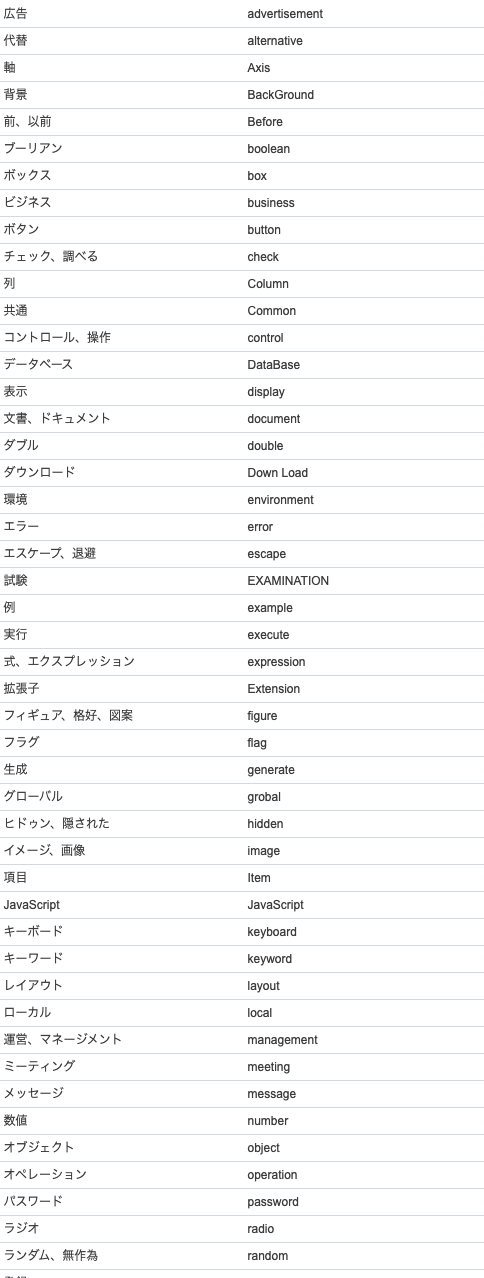 広告 advertisement
代替 alternative
軸 Axis
背景 BackGround
前、以前 Before
ブーリアン boolean
ボックス box
ビジネス business
ボタン button
チェック、調べる check
列 Column
共通 Common
コントロール、操作 control
データベース DataBase
表示 display
文書、ドキュメント document
ダブル double
ダウンロード Down Load
環境 environment
エラー error
エスケープ、退避 escape
試験 EXAMINATION
例 example
実行 execute
式、エクスプレッション expression
拡張子 Extension
フィギュア、格好、図案 figure
フラグ flag
生成 generate
グローバル grobal
ヒドゥン、隠された hidden
イメージ、画像 image
項目 Item
JavaScript JavaScript
キーボード keyboard
キーワード keyword
レイアウト layout
ローカル local
運営、マネージメント management
ミーティング meeting
メッセージ message
数値 number
オブジェクト object
オペレーション operation
パスワード password
ラジオ radio
ランダム、無作為 random